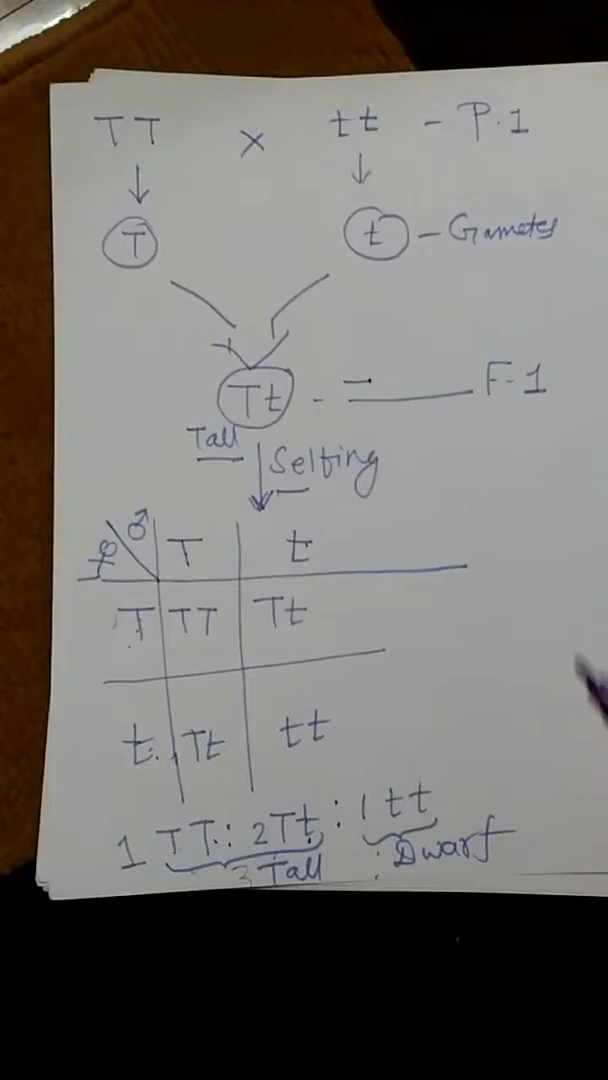 TT × tt - P.1
T t - Gametes
Tt - F-1
Tall Selfing
♀ ♂ T t
T TT Tt
t Tt tt
1 TT : 2Tt : 1 tt
3 Tall : Dwarf